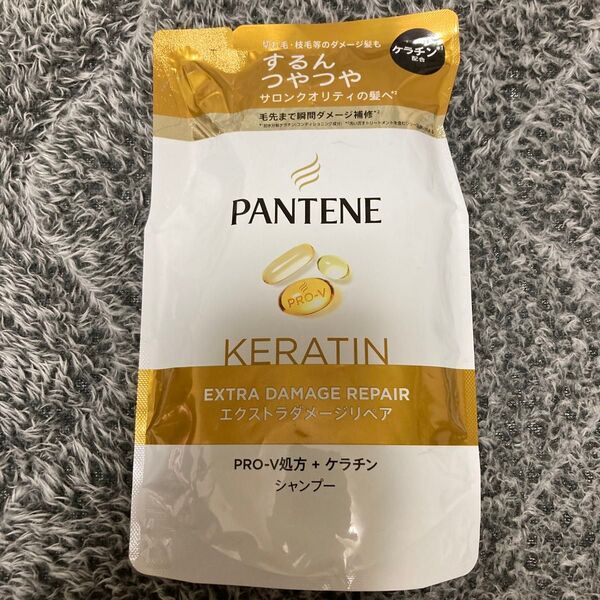 切れ毛・枝毛等のダメージ髪も
するん
つやつや
サロンクオリティの髪へ*2
毛先まで瞬間ダメージ補修*3
ケラチン*1
配合
PANTENE
PRO-V
KERATIN
EXTRA DAMAGE REPAIR
エクストラダメージリペア
PRO-V処方 + ケラチン
シャンプー